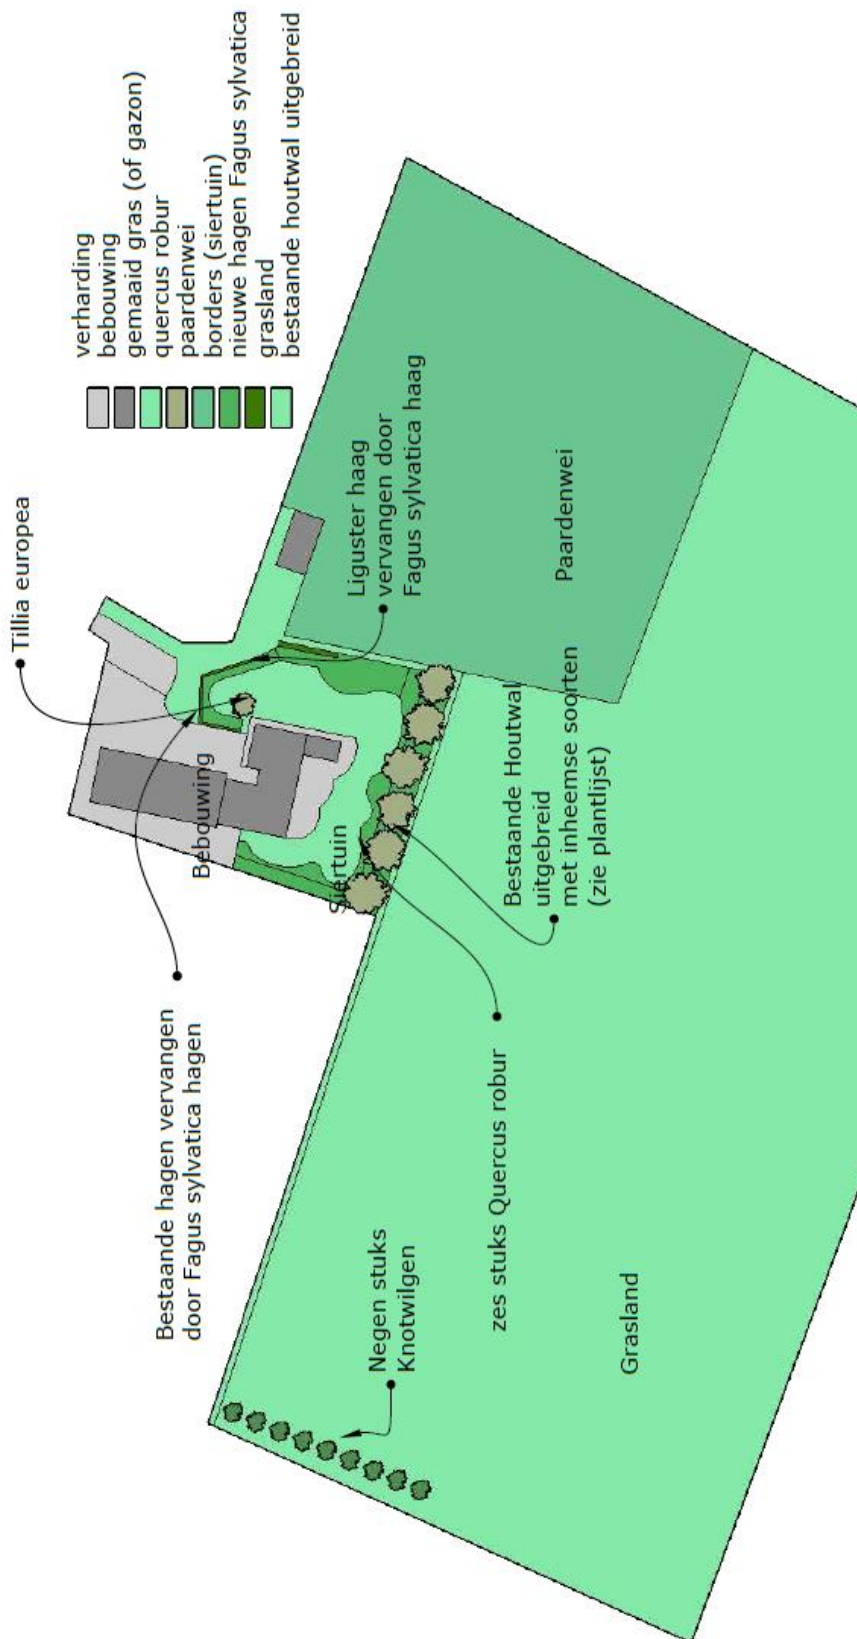 verharding
bebouwing
gemaaid gras (of gazon)
quercus robur
paardenwei
borders (siertuin)
nieuwe hagen Fagus sylvatica
grasland
bestaande houtwal uitgebreid
Tillia europea
Liguster haag
vervangen door
Fagus sylvatica haag
Paardenwei
Bebouwing
Siertuin
Bestaande Houtwal
uitgebreid
met inheemse soorten
(zie plantlijst)
Bestaande hagen vervangen
door Fagus sylvatica hagen
zes stuks Quercus robur
Negen stuks
Knotwilgen
Grasland